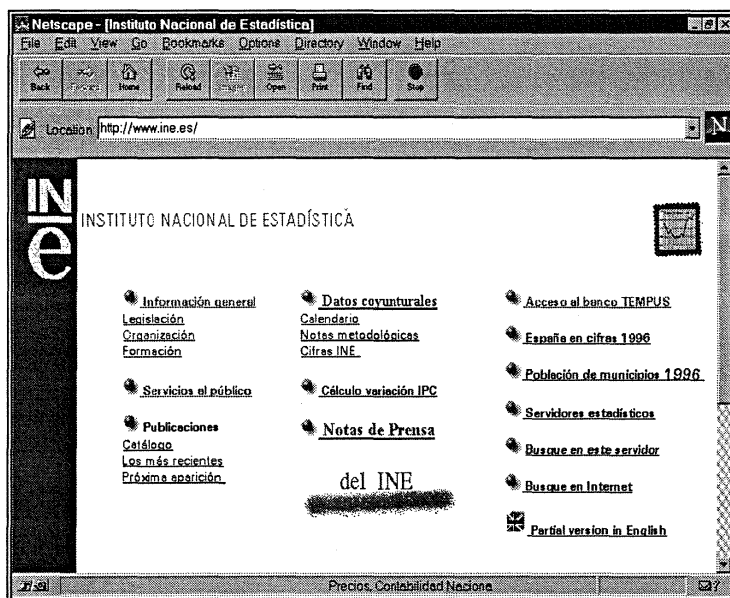 Netscape - [Instituto Nacional de Estadística]
File Edit View Go Bookmarks Options Directory Window Help
Back Forward Home Reload Images Open Print Find Stop
Location http://www.ine.es/
N
INe
INSTITUTO NACIONAL DE ESTADÍSTICA
Información general
Legislación
Organización
Formación
Servicios al público
Publicaciones
Catálogo
Los más recientes
Próxima aparición
Datos coyunturales
Calendario
Notas metodológicas
Cifras INE
Cálculo variación IPC
Notas de Prensa
del INE
Acceso al banco TEMPUS
España en cifras 1996
Población de municipios 1996
Servidores estadísticos
Busque en este servidor
Busque en Internet
Partial version in English
Precios, Contabilidad Naciona